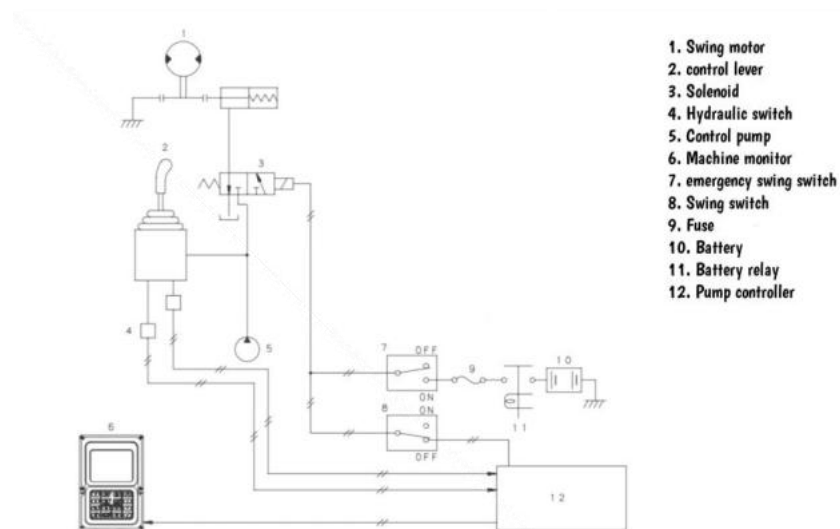 1
1. Swing motor
2. control lever
3. Solenoid
4. Hydraulic switch
5. Control pump
6. Machine monitor
7. emergency swing switch
8. Swing switch
9. Fuse
10. Battery
11. Battery relay
12. Pump controller
2
3
4
5
7
OFF
9
10
ON
11
8
ON
OFF
6
12